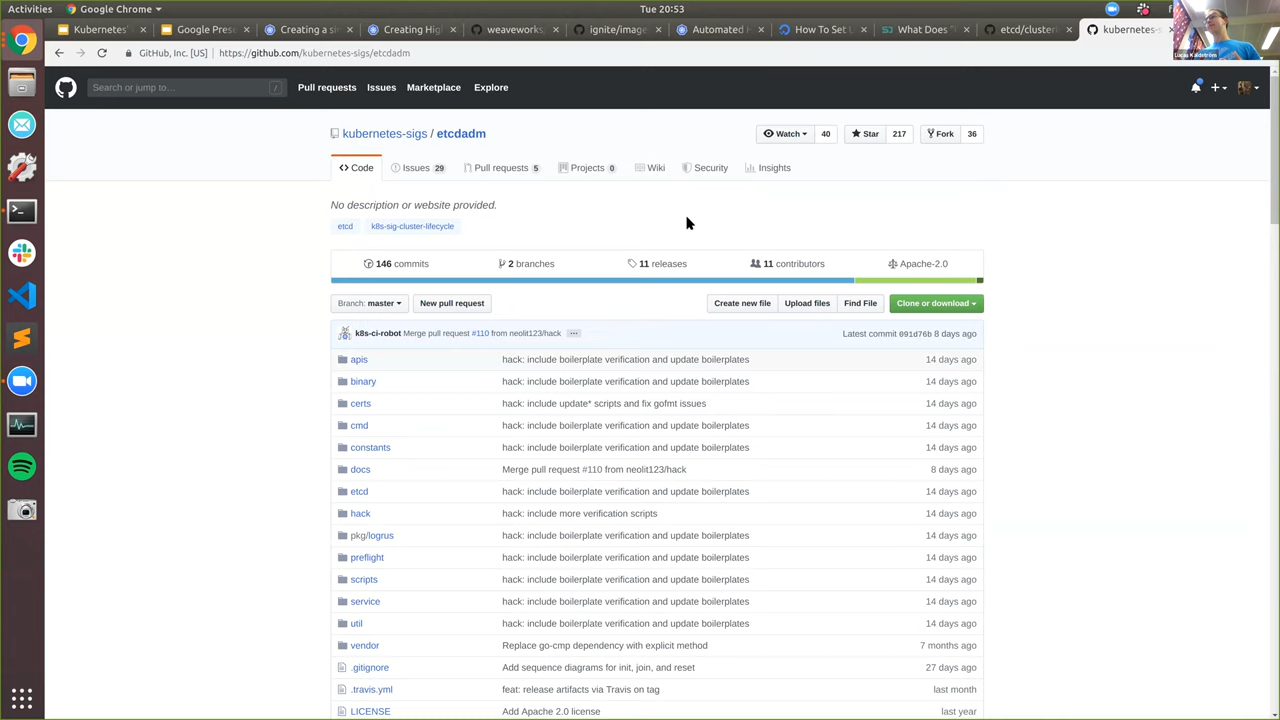 Activities
Google Chrome
Tue 20:53
Kubernetes'
Google Pres
Creating a si
Creating Hig
weaveworks,
ignite/image
Automated H
How To Set U
What Does "
etcd/cluster
kubernetes-s
GitHub, Inc. [US]
https://github.com/kubernetes-sigs/etcdadm
Lucas Käldström
Search or jump to…
/
Pull requests
Issues
Marketplace
Explore
kubernetes-sigs / etcdadm
Watch 40
Star 217
Fork 36
Code
Issues 29
Pull requests 5
Projects 0
Wiki
Security
Insights
No description or website provided.
etcd
k8s-sig-cluster-lifecycle
146 commits
2 branches
11 releases
11 contributors
Apache-2.0
Branch: master
New pull request
Create new file
Upload files
Find File
Clone or download
k8s-ci-robot Merge pull request #110 from neolit123/hack
Latest commit 691d76b 8 days ago
apis hack: include boilerplate verification and update boilerplates 14 days ago
binary hack: include boilerplate verification and update boilerplates 14 days ago
certs hack: include update* scripts and fix gofmt issues 14 days ago
cmd hack: include boilerplate verification and update boilerplates 14 days ago
constants hack: include boilerplate verification and update boilerplates 14 days ago
docs Merge pull request #110 from neolit123/hack 8 days ago
etcd hack: include boilerplate verification and update boilerplates 14 days ago
hack hack: include more verification scripts 14 days ago
pkg/logrus hack: include boilerplate verification and update boilerplates 14 days ago
preflight hack: include boilerplate verification and update boilerplates 14 days ago
scripts hack: include boilerplate verification and update boilerplates 14 days ago
service hack: include boilerplate verification and update boilerplates 14 days ago
util hack: include boilerplate verification and update boilerplates 14 days ago
vendor Replace go-cmp dependency with explicit method 7 months ago
.gitignore Add sequence diagrams for init, join, and reset 27 days ago
.travis.yml feat: release artifacts via Travis on tag last month
LICENSE Add Apache 2.0 license last year